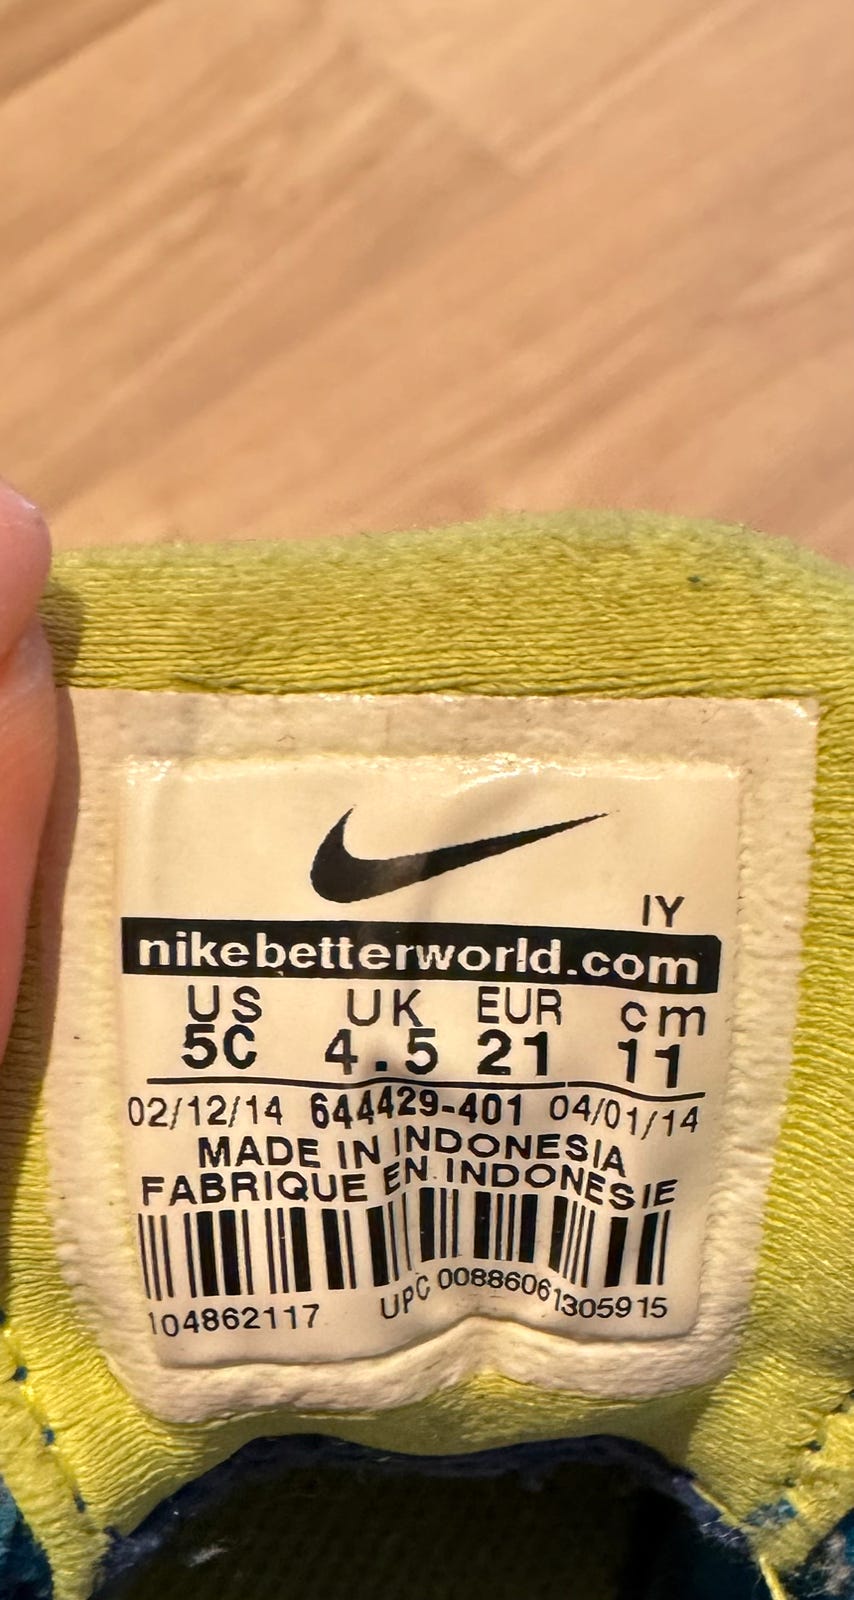 IY
nikebetterworld.com
US UK EUR cm
5C 4.5 21 11
02/12/14 644429-401 04/01/14
MADE IN INDONESIA
FABRIQUE EN INDONESIE
104862117 UPC 00886061305915